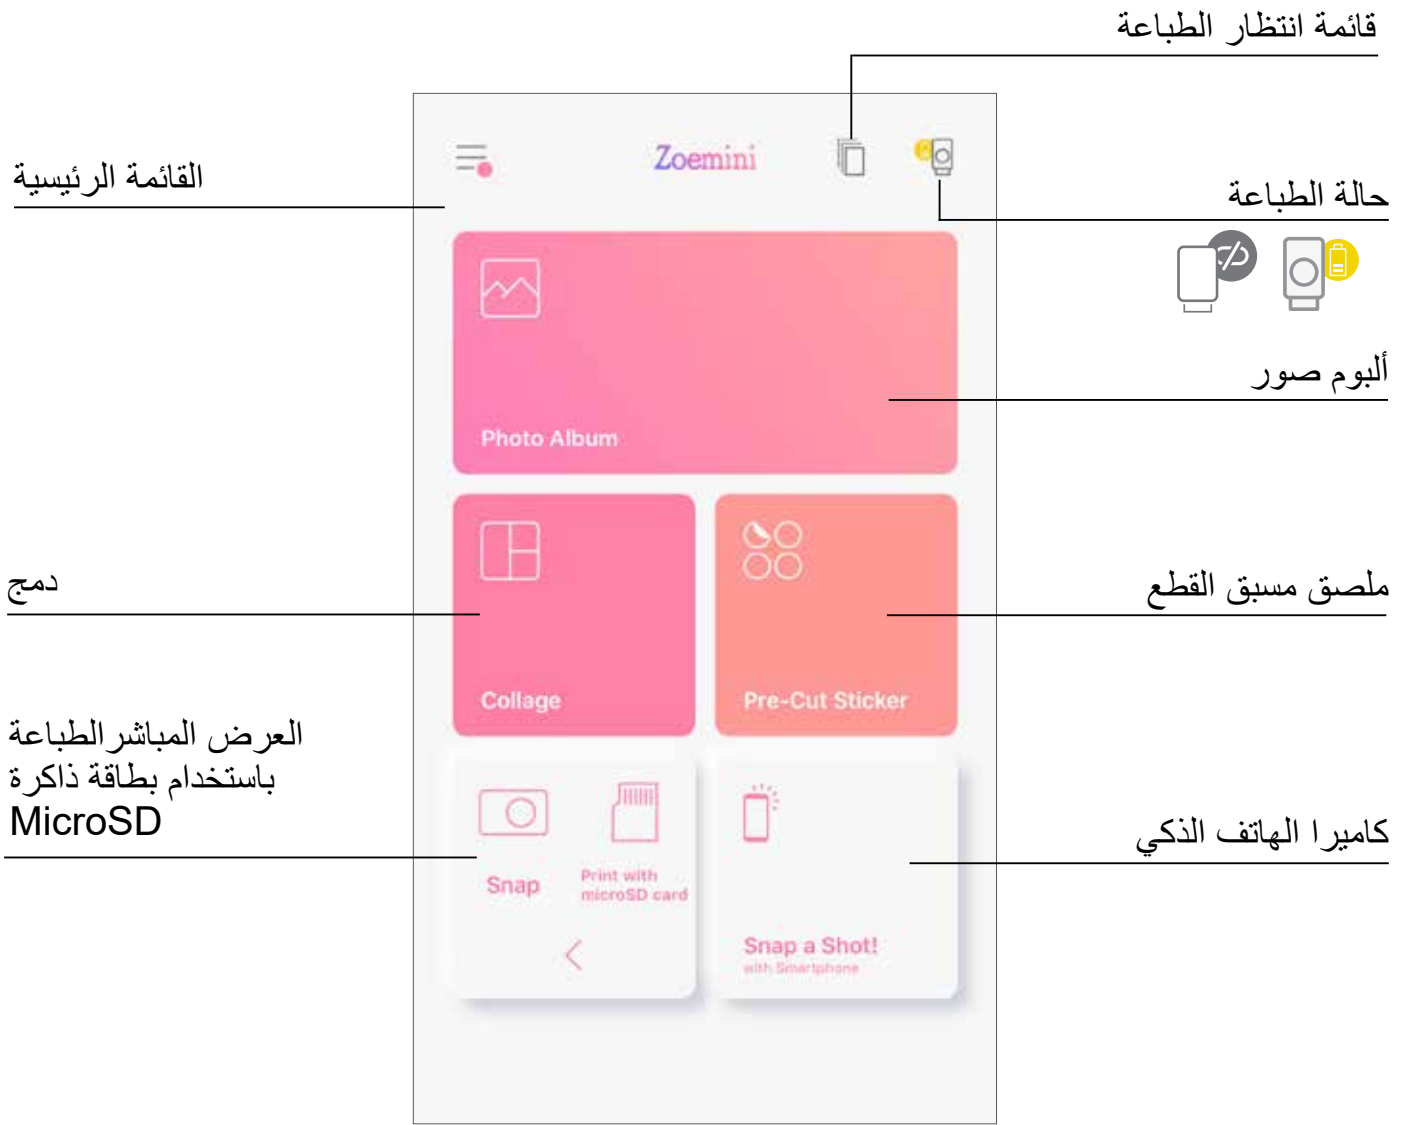 قائمة انتظار الطباعة
Zoemini
القائمة الرئيسية
حالة الطباعة
ألبوم صور
Photo Album
دمج
ملصق مسبق القطع
Collage
Pre-Cut Sticker
العرض المباشرالطباعة
باستخدام بطاقة ذاكرة
MicroSD
كاميرا الهاتف الذكي
Snap
Print with
microSD card
Snap a Shot!
with Smartphone